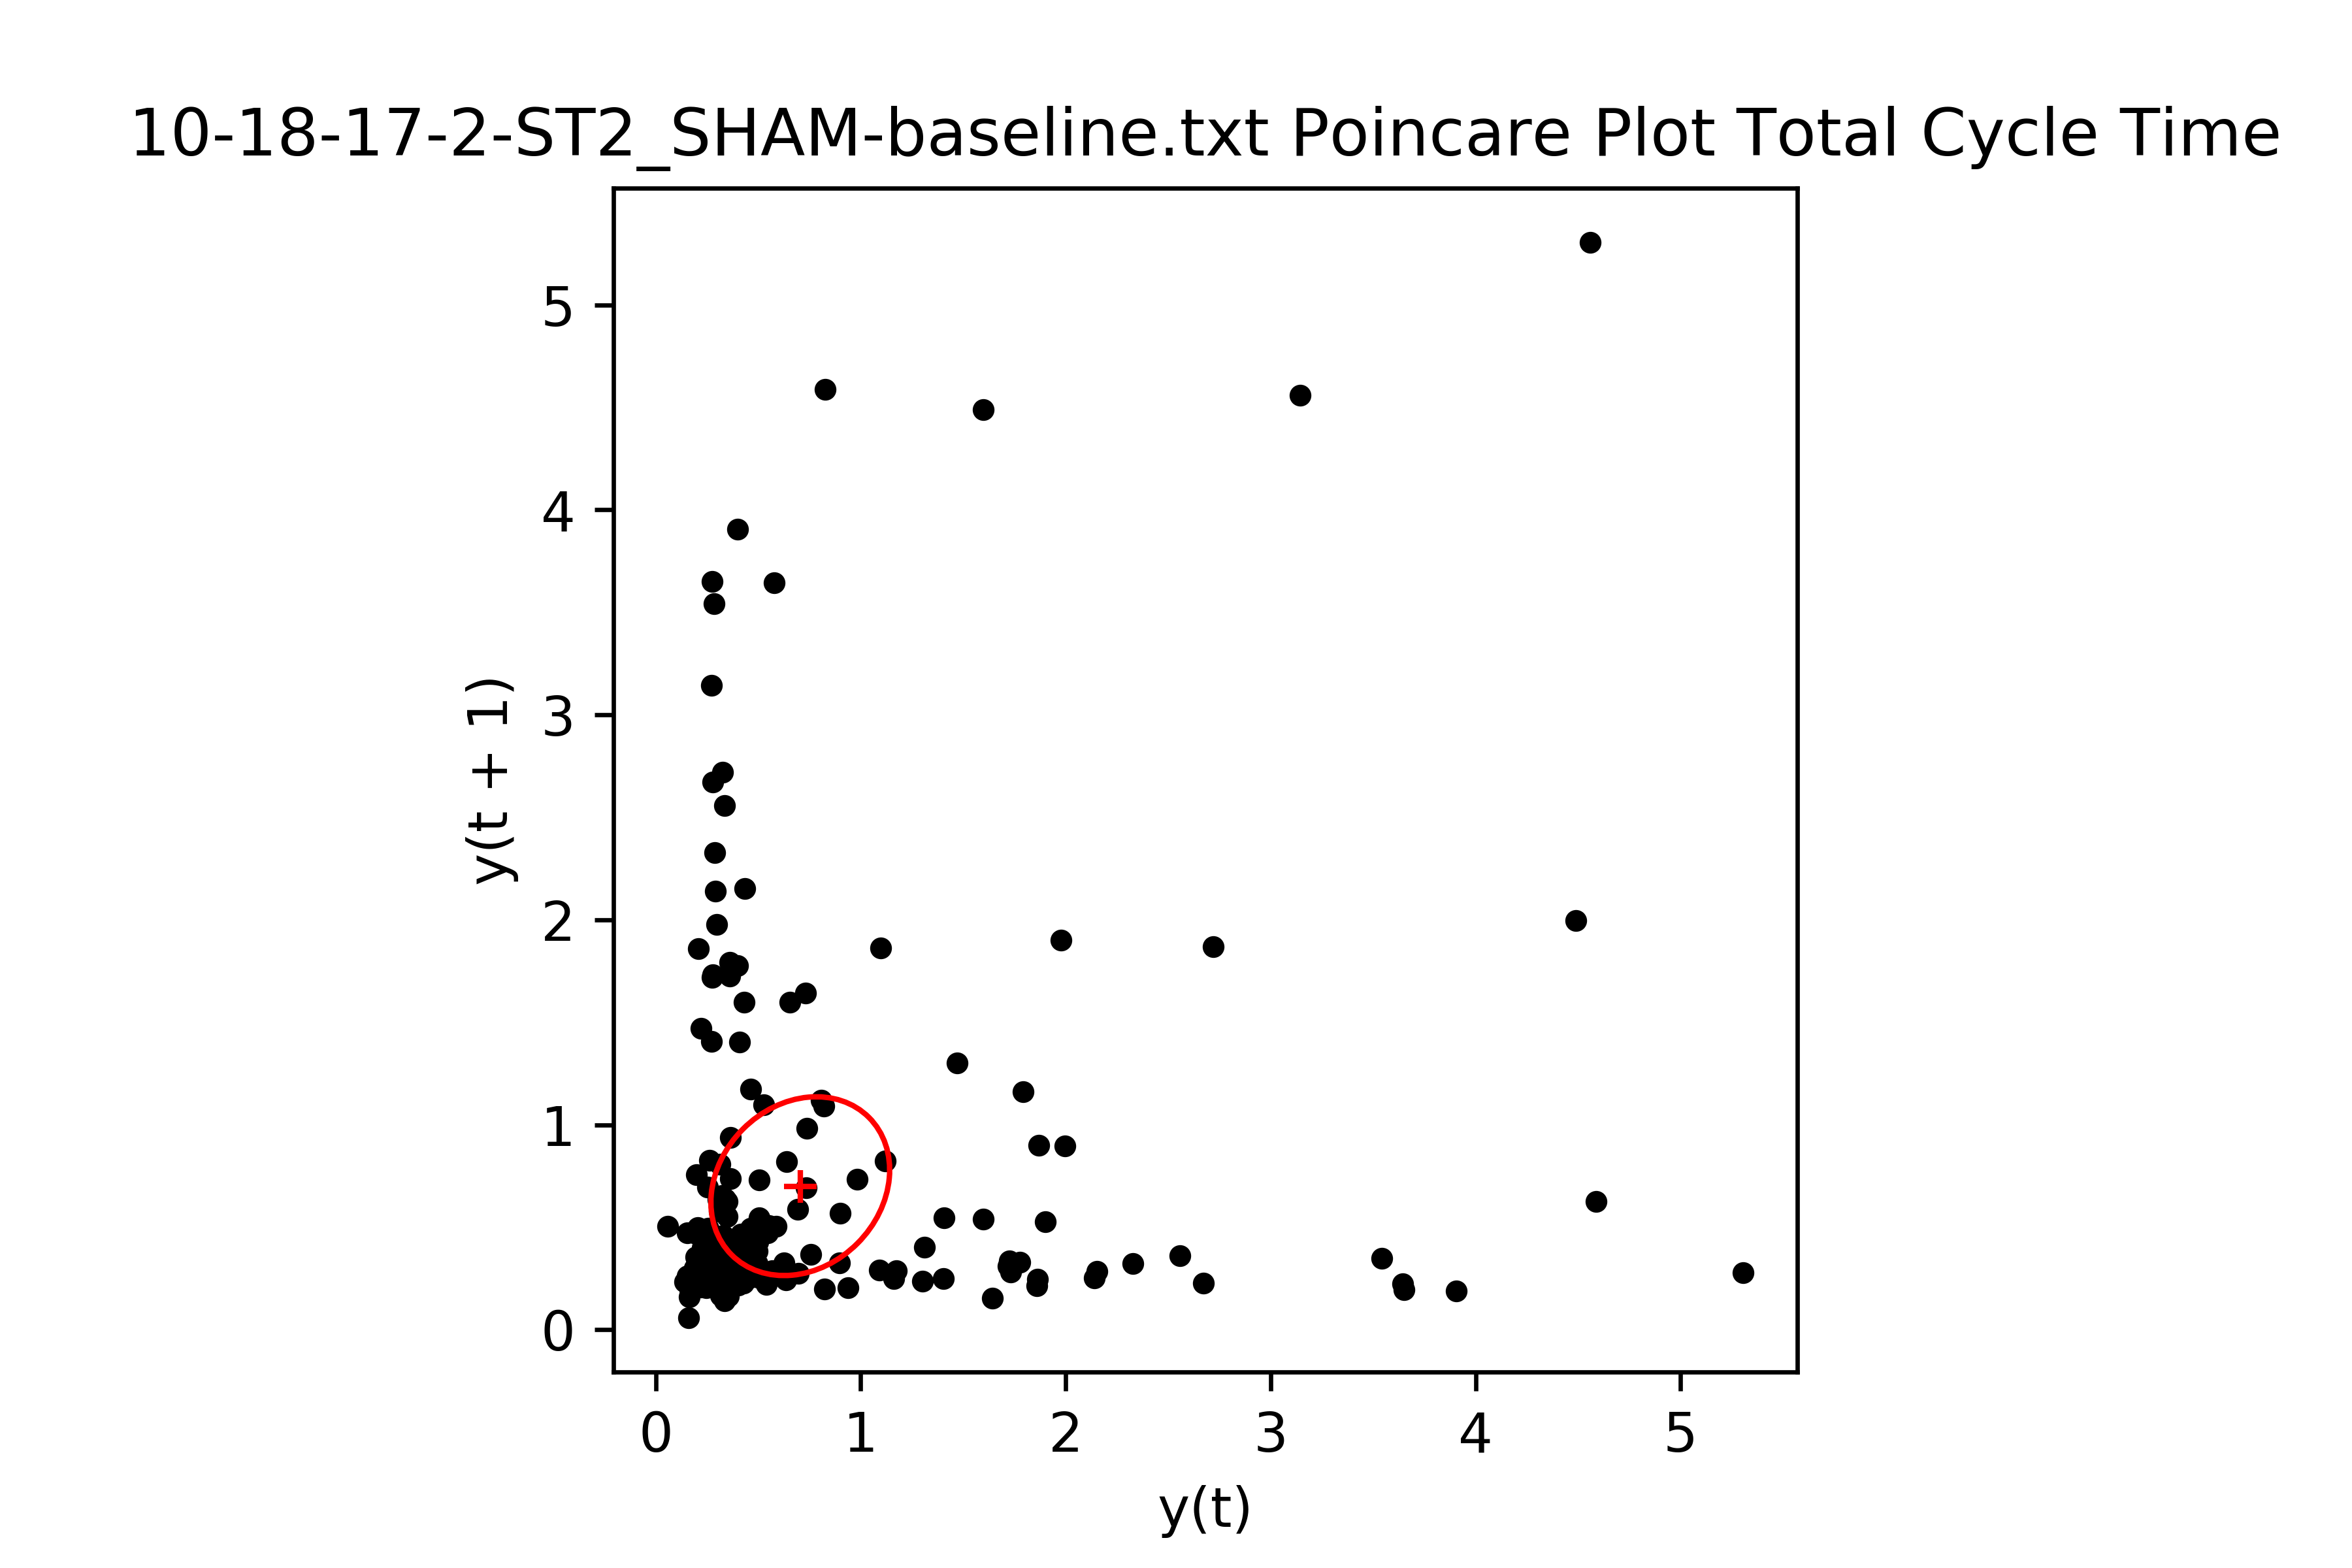 10-18-17-2-ST2_SHAM-baseline.txt Poincare Plot Total Cycle Time
5
4
3
2
1
0
y(t + 1)
0 1 2 3 4 5
y(t)